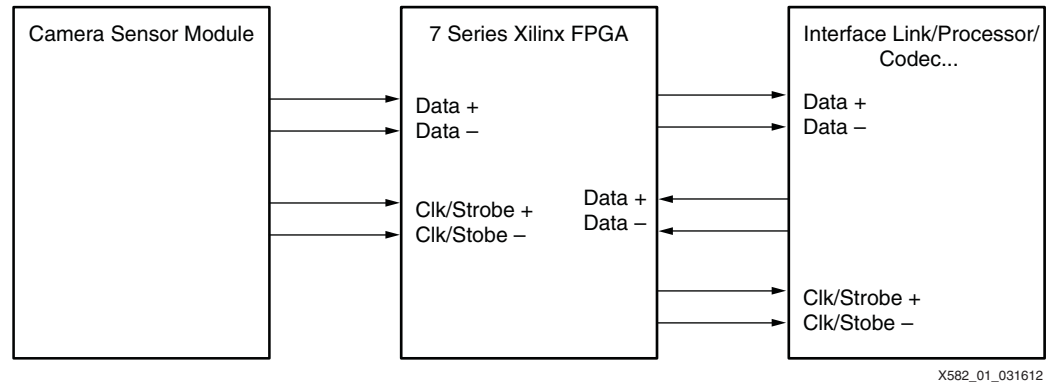 Camera Sensor Module
Data +
Data –
Clk/Strobe +
Clk/Stobe –
7 Series Xilinx FPGA
Data +
Data –
Interface Link/Processor/
Codec...
Data +
Data –
Clk/Strobe +
Clk/Stobe –
X582_01_031612